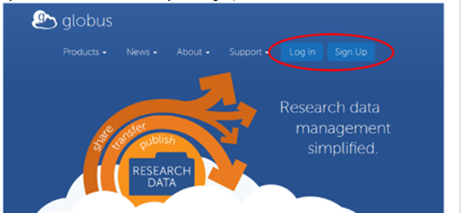 globus
Products News About Support Log In Sign Up
Research data
management
simplified.
share
transfer
publish
RESEARCH
DATA